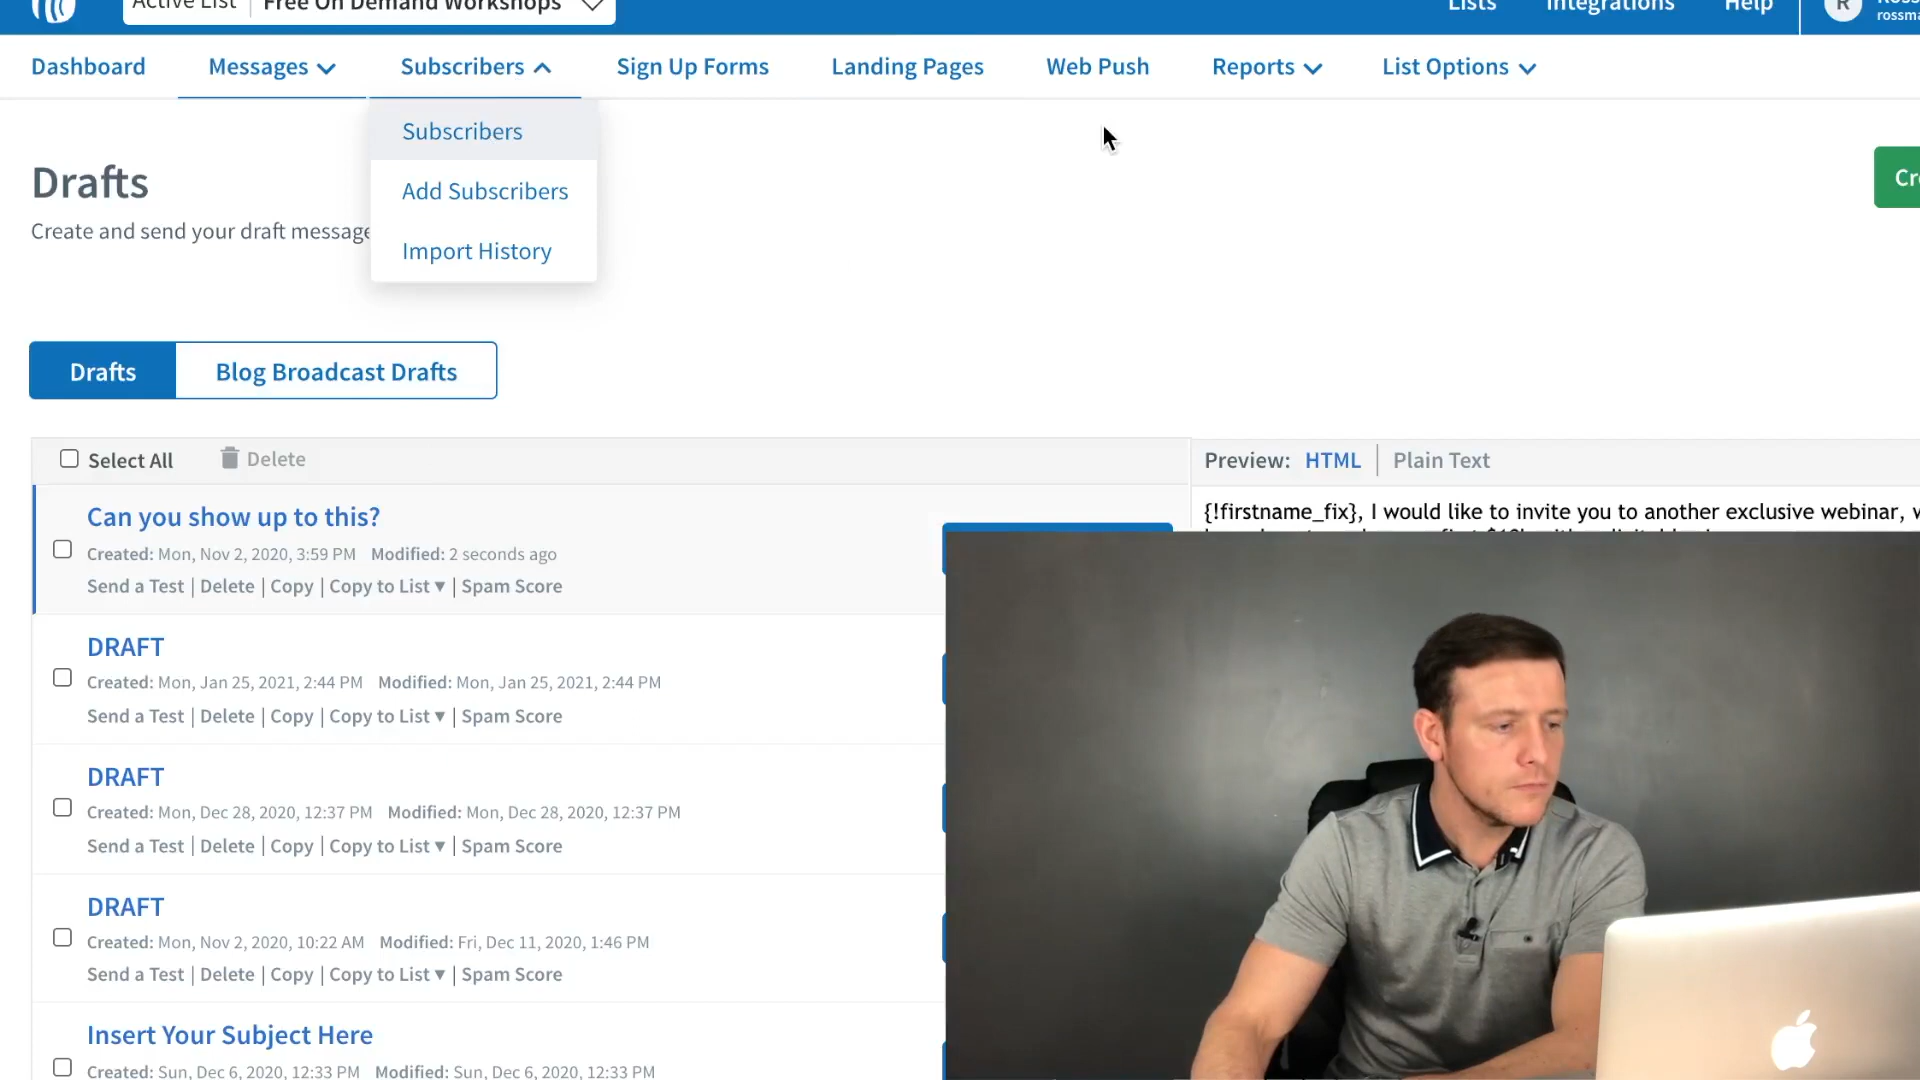 Active List Free On Demand Workshops
Lists Integrations Help R
rossma
Dashboard Messages Subscribers Sign Up Forms Landing Pages Web Push Reports List Options
Subscribers
Add Subscribers
Import History
Drafts
Create and send your draft message
Drafts Blog Broadcast Drafts
Select All Delete
Preview: HTML | Plain Text
Can you show up to this?
Created: Mon, Nov 2, 2020, 3:59 PM Modified: 2 seconds ago
Send a Test | Delete | Copy | Copy to List ▾ | Spam Score
{!firstname_fix}, I would like to invite you to another exclusive webinar,
DRAFT
Created: Mon, Jan 25, 2021, 2:44 PM Modified: Mon, Jan 25, 2021, 2:44 PM
Send a Test | Delete | Copy | Copy to List ▾ | Spam Score
DRAFT
Created: Mon, Dec 28, 2020, 12:37 PM Modified: Mon, Dec 28, 2020, 12:37 PM
Send a Test | Delete | Copy | Copy to List ▾ | Spam Score
DRAFT
Created: Mon, Nov 2, 2020, 10:22 AM Modified: Fri, Dec 11, 2020, 1:46 PM
Send a Test | Delete | Copy | Copy to List ▾ | Spam Score
Insert Your Subject Here
Created: Sun, Dec 6, 2020, 12:33 PM Modified: Sun, Dec 6, 2020, 12:33 PM